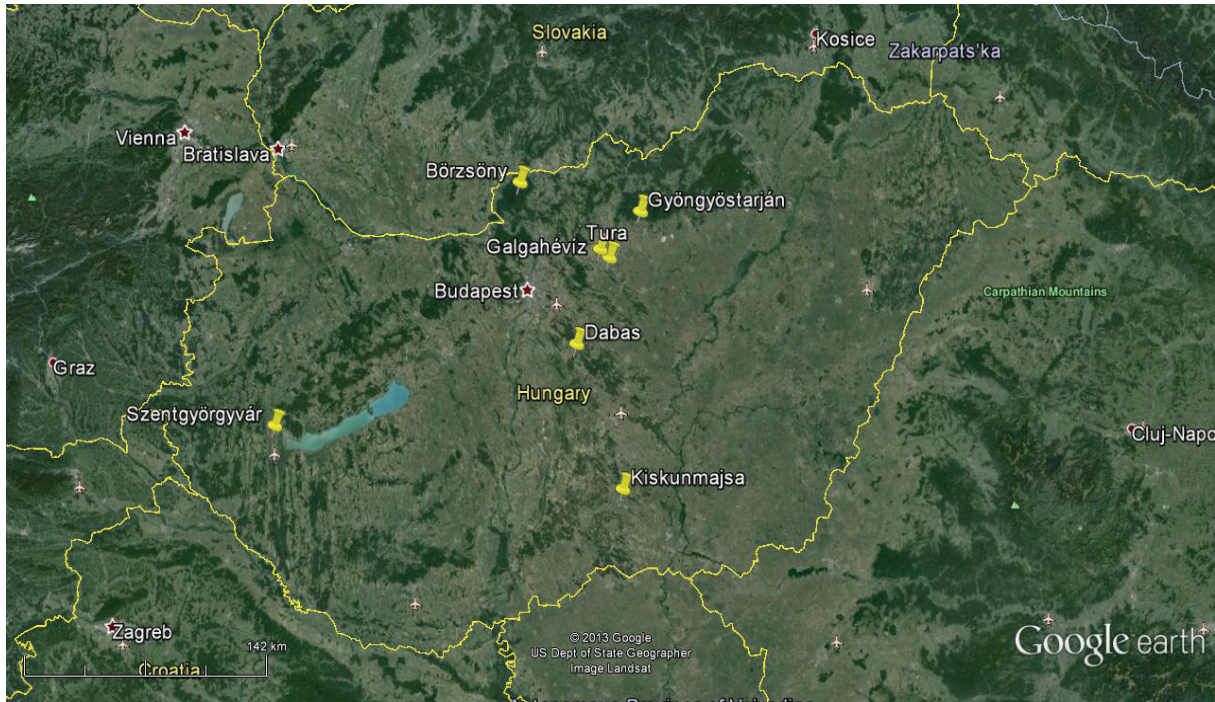 Slovakia
Kosice
Zakarpats'ka
Vienna
Bratislava
Börzsöny
Gyöngyöstarján
Tura
Galgahévíz
Budapest
Carpathian Mountains
Dabas
Graz
Hungary
Szentgyörgyvár
Cluj-Napo
Kiskunmajsa
Zagreb
142 km
Croatia
© 2013 Google
US Dept of State Geographer
Image Landsat
Google earth